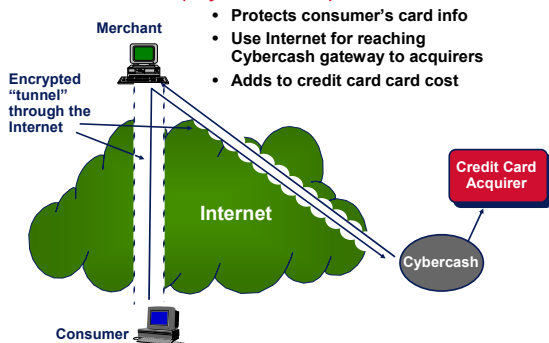 Merchant
• Protects consumer's card info
• Use Internet for reaching
Cybercash gateway to acquirers
• Adds to credit card card cost
Encrypted
“tunnel”
through the
Internet
Internet
Credit Card
Acquirer
Cybercash
Consumer